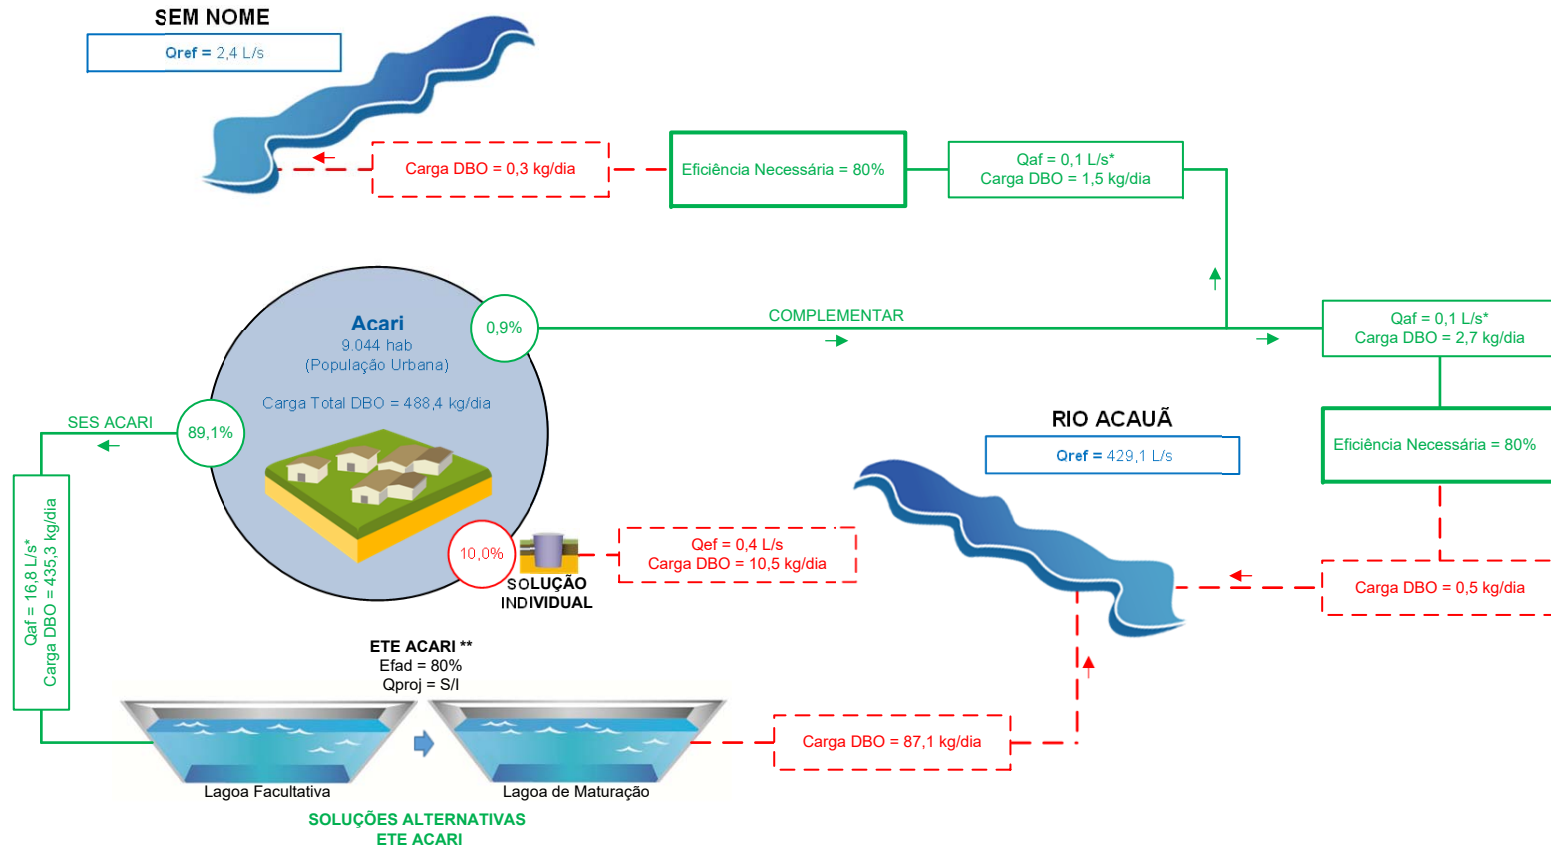 SEM NOME
Qref = 2,4 L/s
Carga DBO = 0,3 kg/dia
Eficiência Necessária = 80%
Qaf = 0,1 L/s*
Carga DBO = 1,5 kg/dia
Acari
9.044 hab
(População Urbana)
Carga Total DBO = 488,4 kg/dia
0,9%
COMPLEMENTAR
Qaf = 0,1 L/s*
Carga DBO = 2,7 kg/dia
Eficiência Necessária = 80%
Carga DBO = 0,5 kg/dia
RIO ACAUÃ
Qref = 429,1 L/s
SES ACARI
89,1%
Qaf = 16,8 L/s*
Carga DBO = 435,3 kg/dia
10,0%
SOLUÇÃO
INDIVIDUAL
Qef = 0,4 L/s
Carga DBO = 10,5 kg/dia
ETE ACARI **
Efad = 80%
Qproj = S/I
Lagoa Facultativa
Lagoa de Maturação
Carga DBO = 87,1 kg/dia
SOLUÇÕES ALTERNATIVAS
ETE ACARI